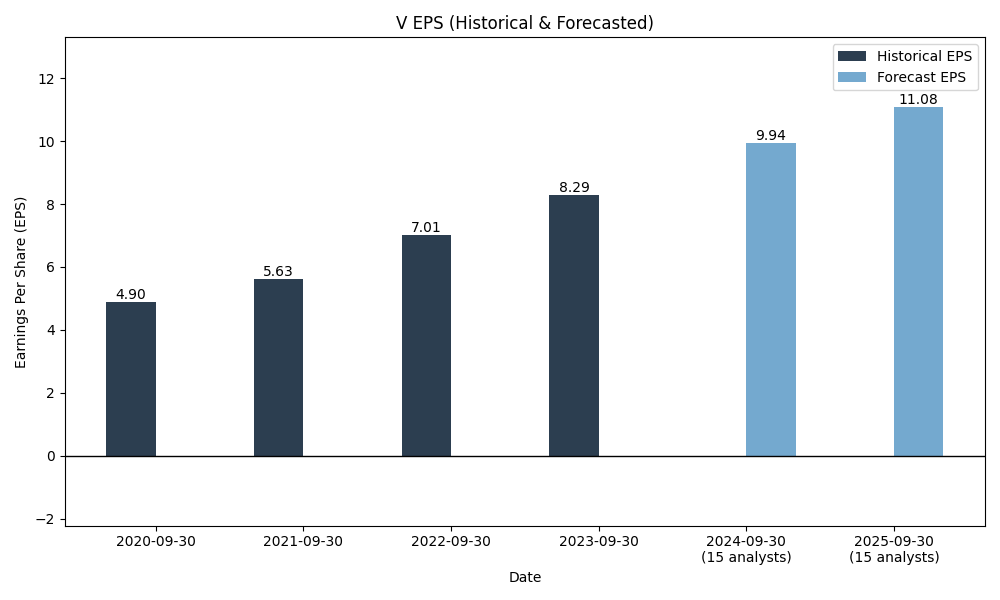 V EPS (Historical & Forecasted)
Historical EPS
Forecast EPS
12
10
8
6
4
2
0
−2
Earnings Per Share (EPS)
4.90
5.63
7.01
8.29
9.94
11.08
2020-09-30
2021-09-30
2022-09-30
2023-09-30
2024-09-30
(15 analysts)
2025-09-30
(15 analysts)
Date